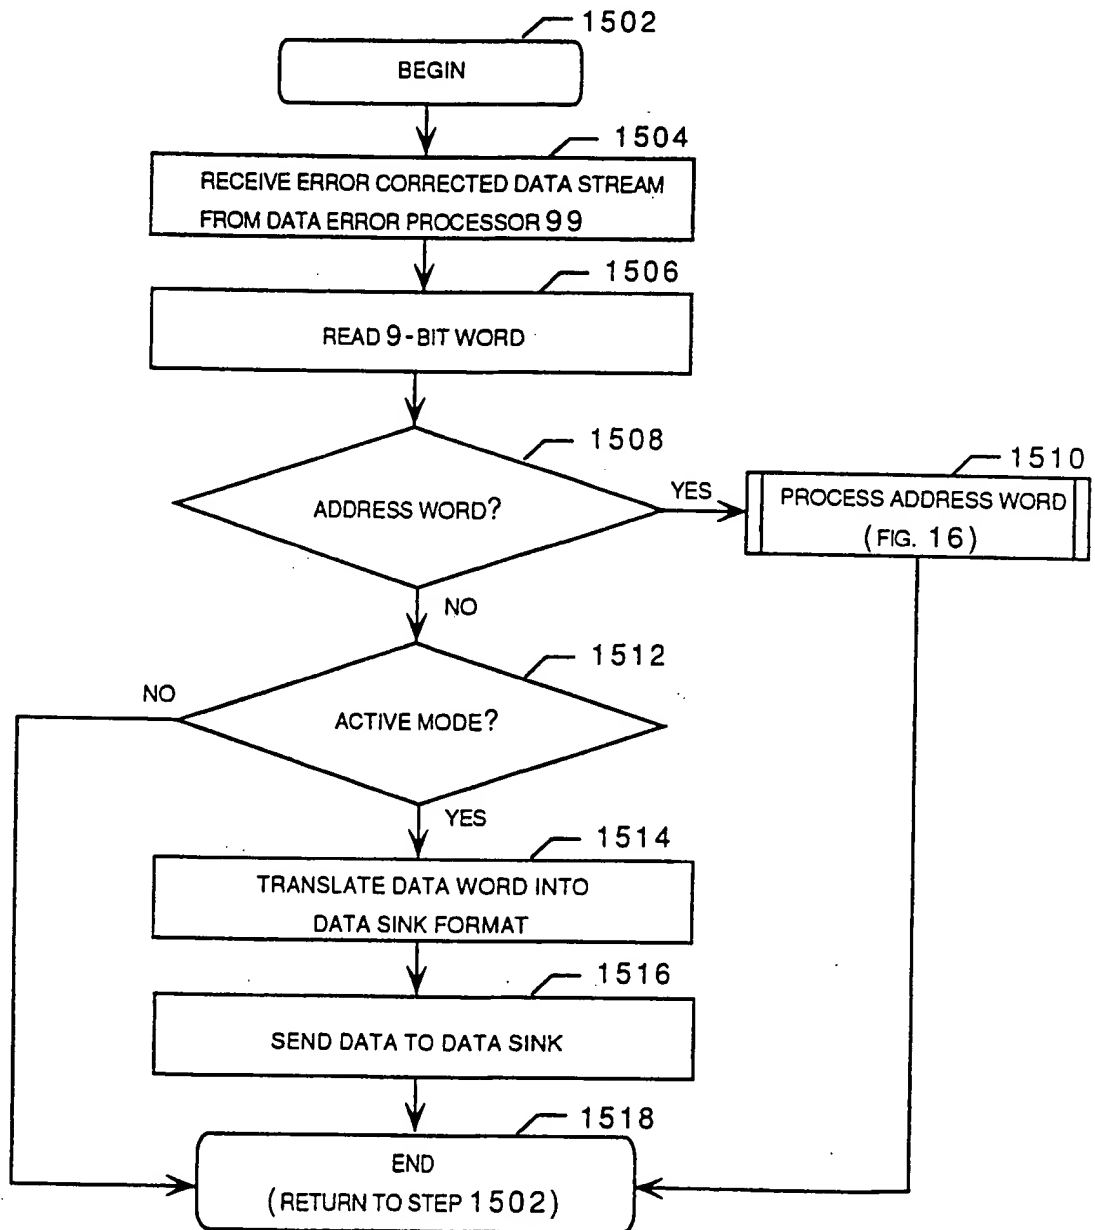 1502
BEGIN
1504
RECEIVE ERROR CORRECTED DATA STREAM
FROM DATA ERROR PROCESSOR 99
1506
READ 9-BIT WORD
1508
ADDRESS WORD?
YES
1510
PROCESS ADDRESS WORD
(FIG. 16)
NO
1512
NO
ACTIVE MODE?
YES
1514
TRANSLATE DATA WORD INTO
DATA SINK FORMAT
1516
SEND DATA TO DATA SINK
1518
END
(RETURN TO STEP 1502)